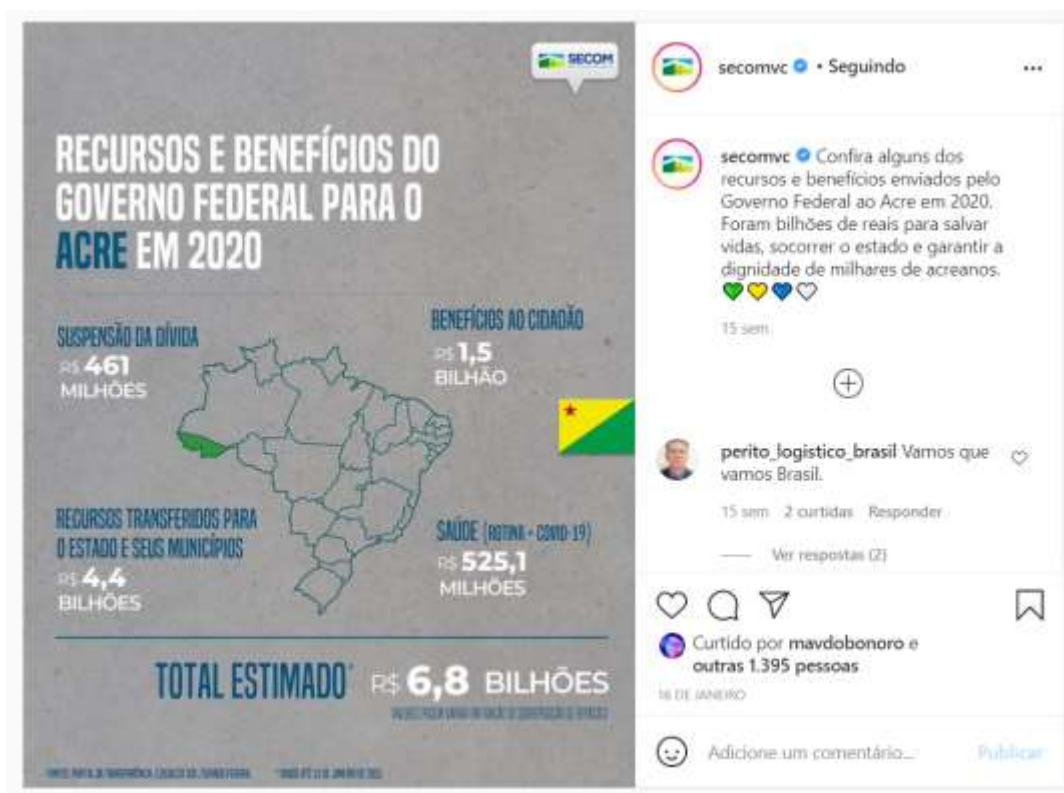 SECOM
RECURSOS E BENEFÍCIOS DO
GOVERNO FEDERAL PARA O
ACRE EM 2020
SUSPENSÃO DA DÍVIDA
R$ 461
MILHÕES
BENEFÍCIOS AO CIDADÃO
R$ 1,5
BILHÃO
RECURSOS TRANSFERIDOS PARA
O ESTADO E SEUS MUNICÍPIOS
R$ 4,4
BILHÕES
SAÚDE (ROTINA + COVID-19)
R$ 525,1
MILHÕES
TOTAL ESTIMADO* R$ 6,8 BILHÕES
secomvc • Seguindo
secomvc Confira alguns dos
recursos e benefícios enviados pelo
Governo Federal ao Acre em 2020.
Foram bilhões de reais para salvar
vidas, socorrer o estado e garantir a
dignidade de milhares de acreanos.
15 sem
perito_logistico_brasil Vamos que
vamos Brasil.
15 sem 2 curtidas Responder
Ver respostas (2)
Curtido por mavdobonoro e
outras 1.395 pessoas
16 DE JANEIRO
Adicione um comentário... Publicar